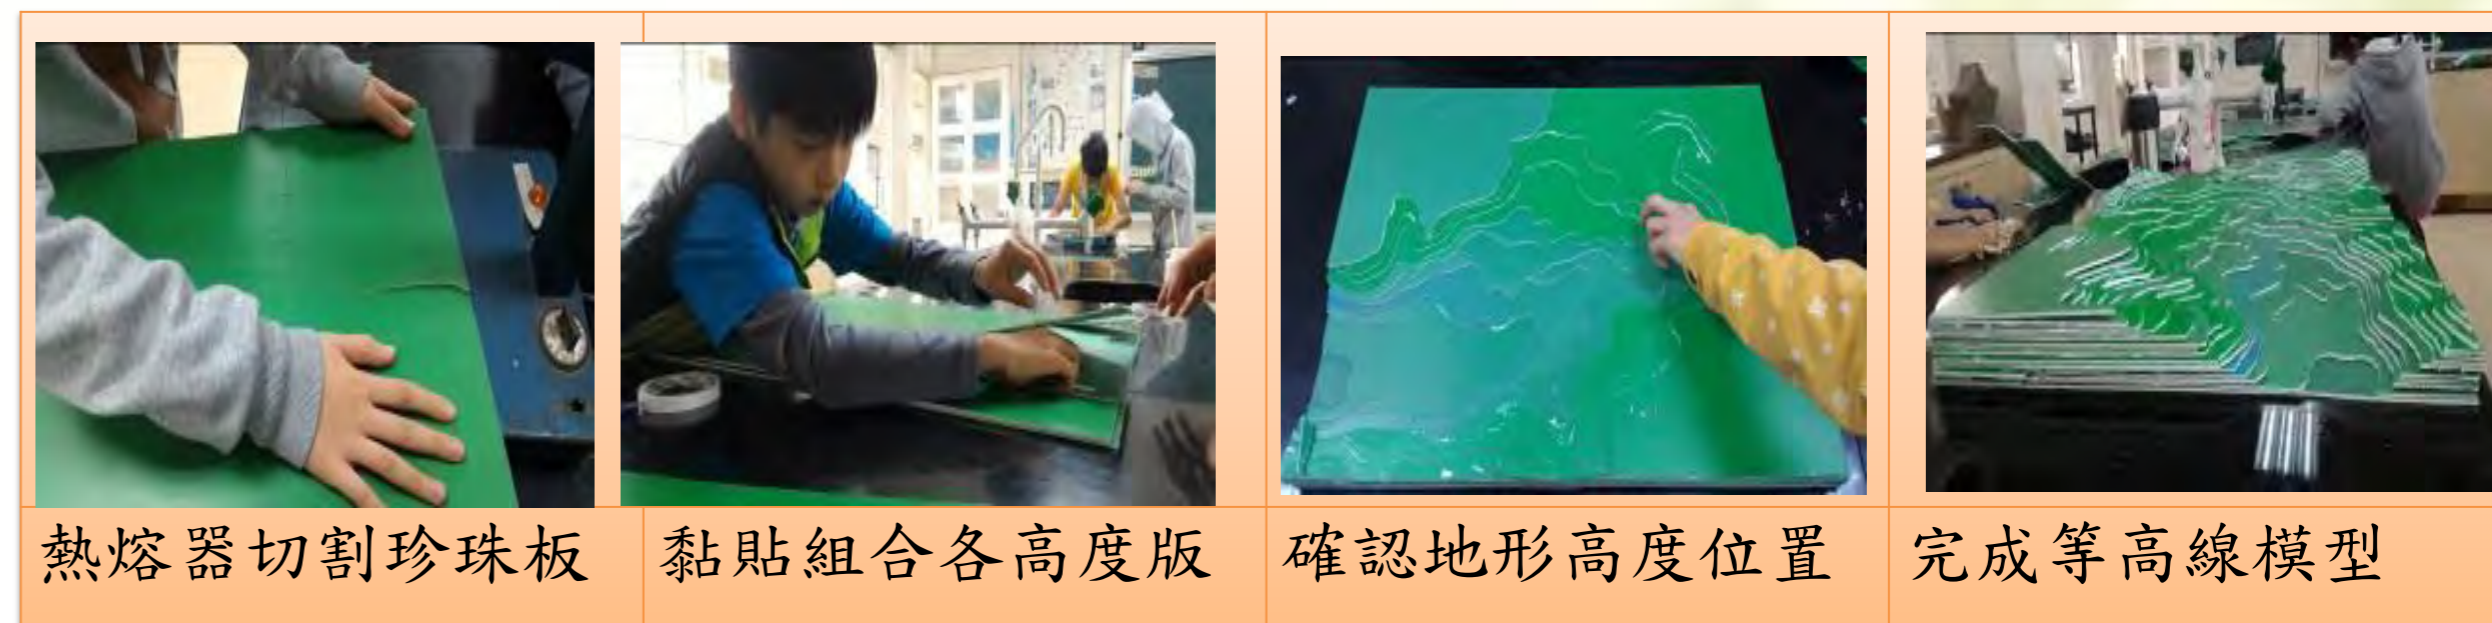 熱熔器切割珍珠板
黏貼組合各高度版
確認地形高度位置
完成等高線模型